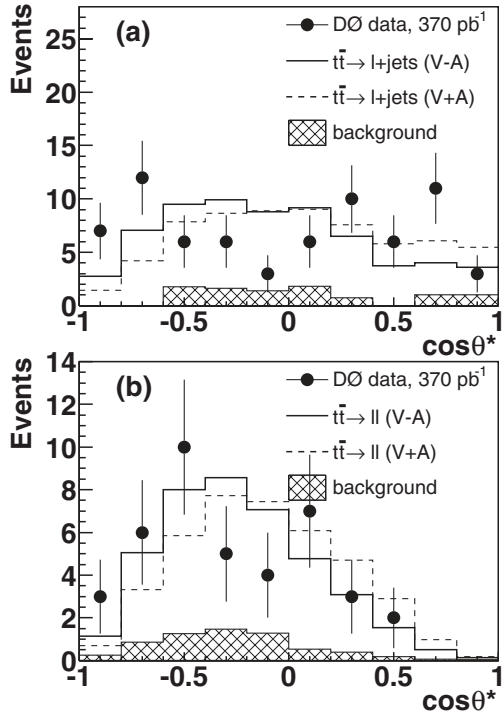 (a)
Events
DØ data, 370 pb⁻¹
tt̄→ l+jets (V-A)
tt̄→ l+jets (V+A)
background
25
20
15
10
5
0
-1 -0.5 0 0.5 1
cosθ*
(b)
Events
DØ data, 370 pb⁻¹
tt̄→ ll (V-A)
tt̄→ ll (V+A)
background
14
12
10
8
6
4
2
0
-1 -0.5 0 0.5 1
cosθ*